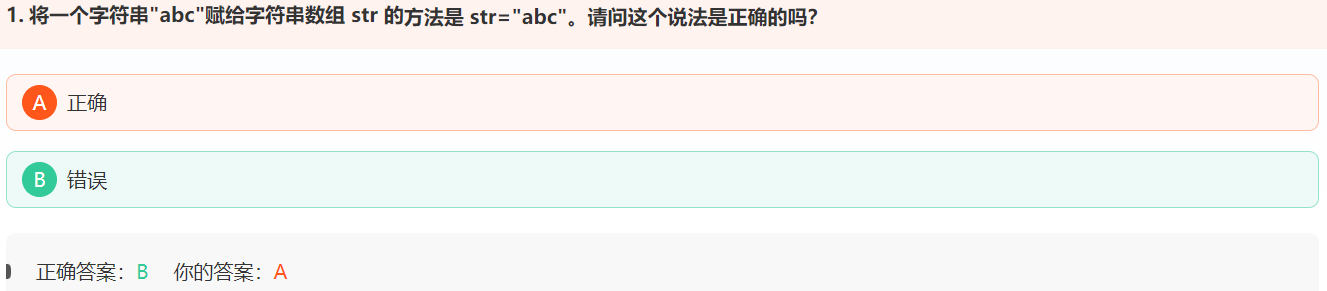 1. 将一个字符串"abc"赋给字符串数组 str 的方法是 str="abc"。请问这个说法是正确的吗？
A 正确
B 错误
正确答案：B 你的答案：A